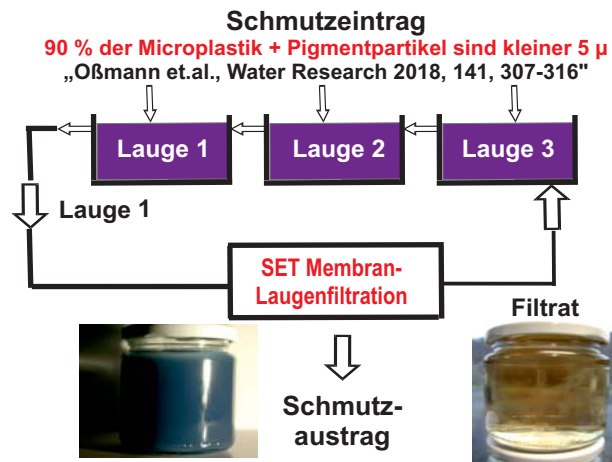 Schmutzeintrag
90 % der Microplastik + Pigmentpartikel sind kleiner 5 µ
„Oßmann et.al., Water Research 2018, 141, 307-316"
Lauge 1
Lauge 2
Lauge 3
Lauge 1
SET Membran-
Laugenfiltration
Filtrat
Schmutz-
austrag